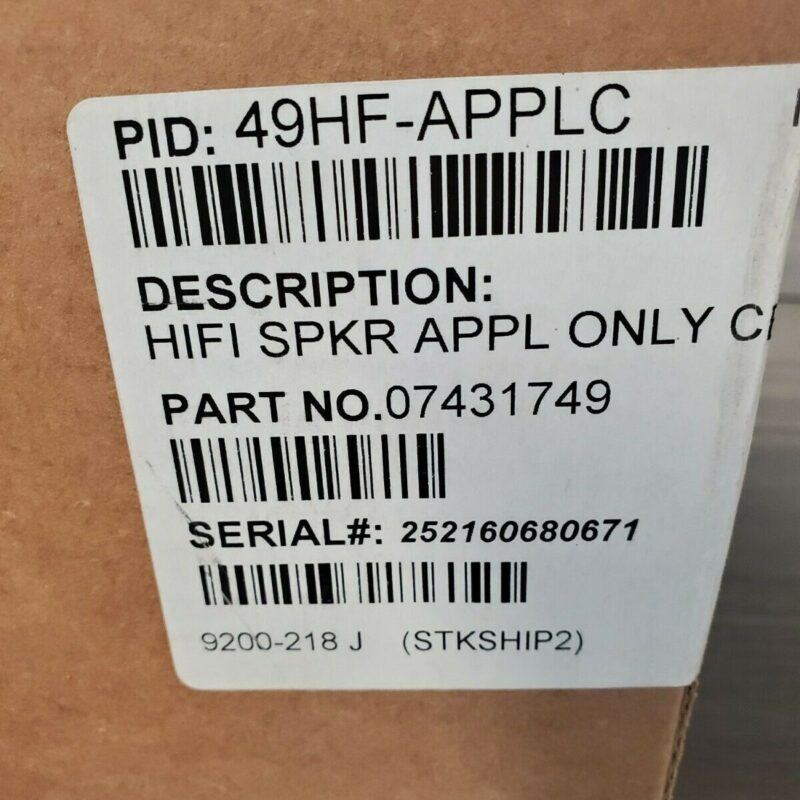 PID: 49HF-APPLC
DESCRIPTION:
HIFI SPKR APPL ONLY
PART NO.07431749
SERIAL#: 252160680671
9200-218 J (STKSHIP2)